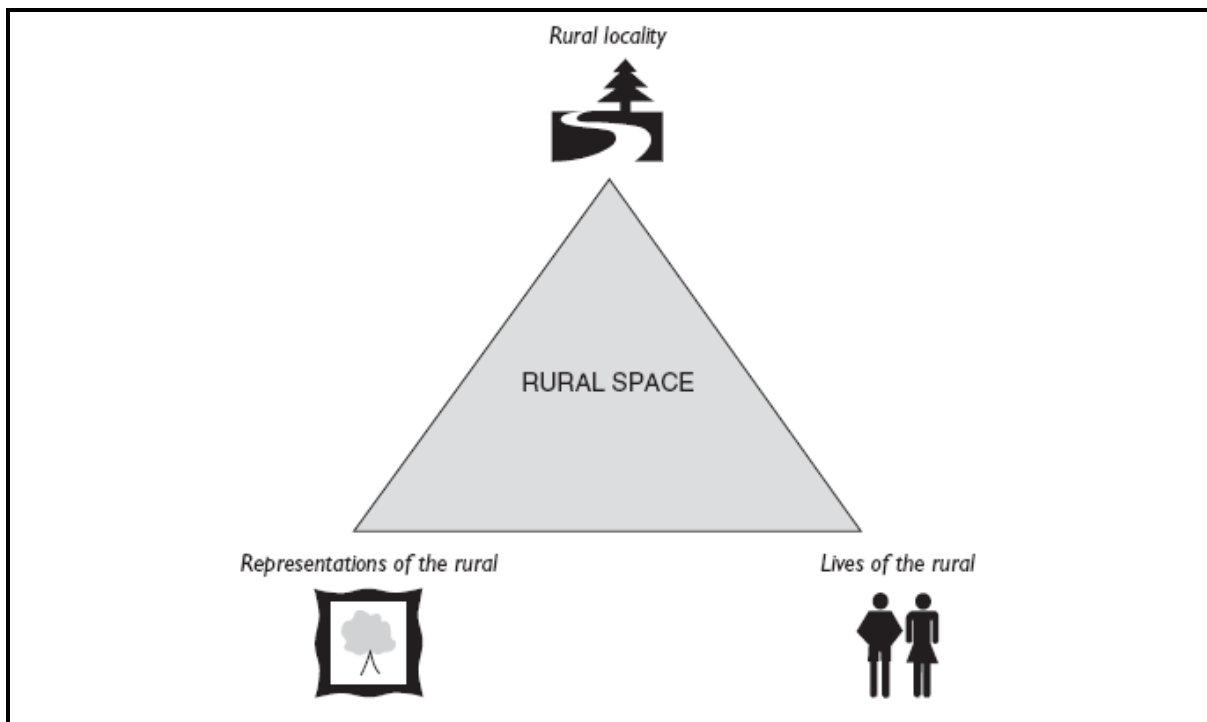 Rural locality
RURAL SPACE
Representations of the rural
Lives of the rural